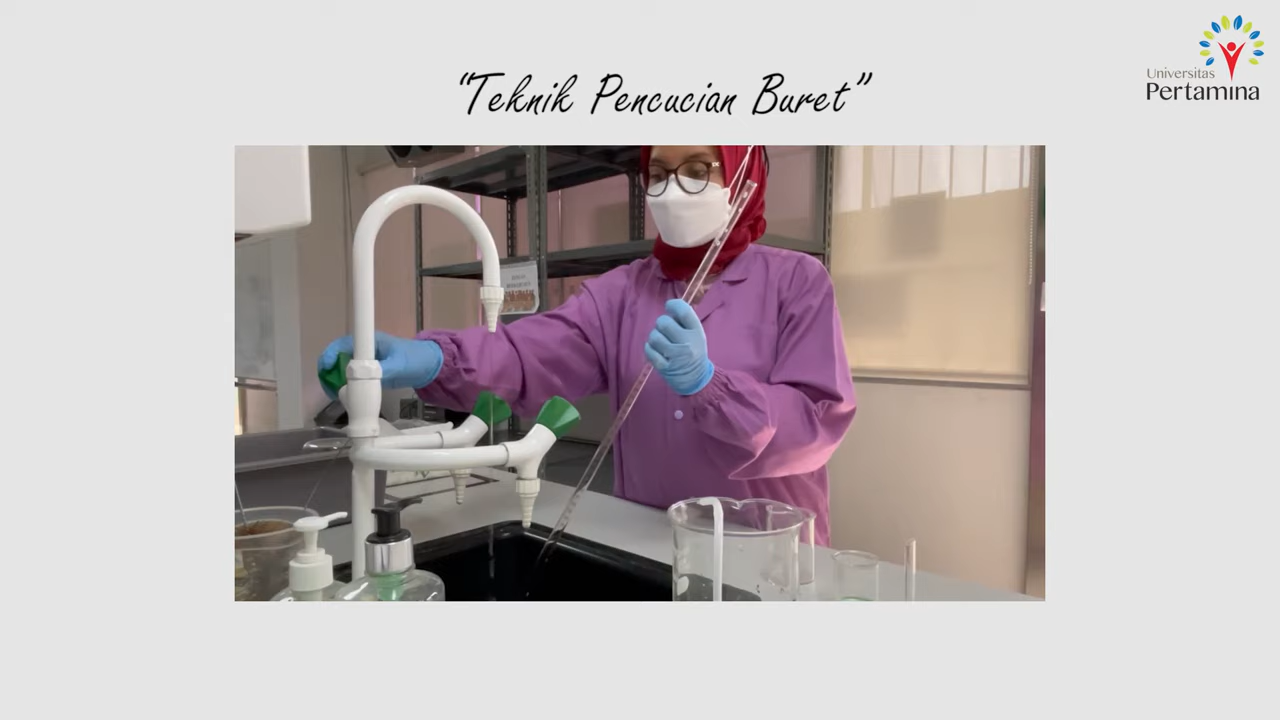 “Teknik Pencucian Buret”
Universitas
Pertamina